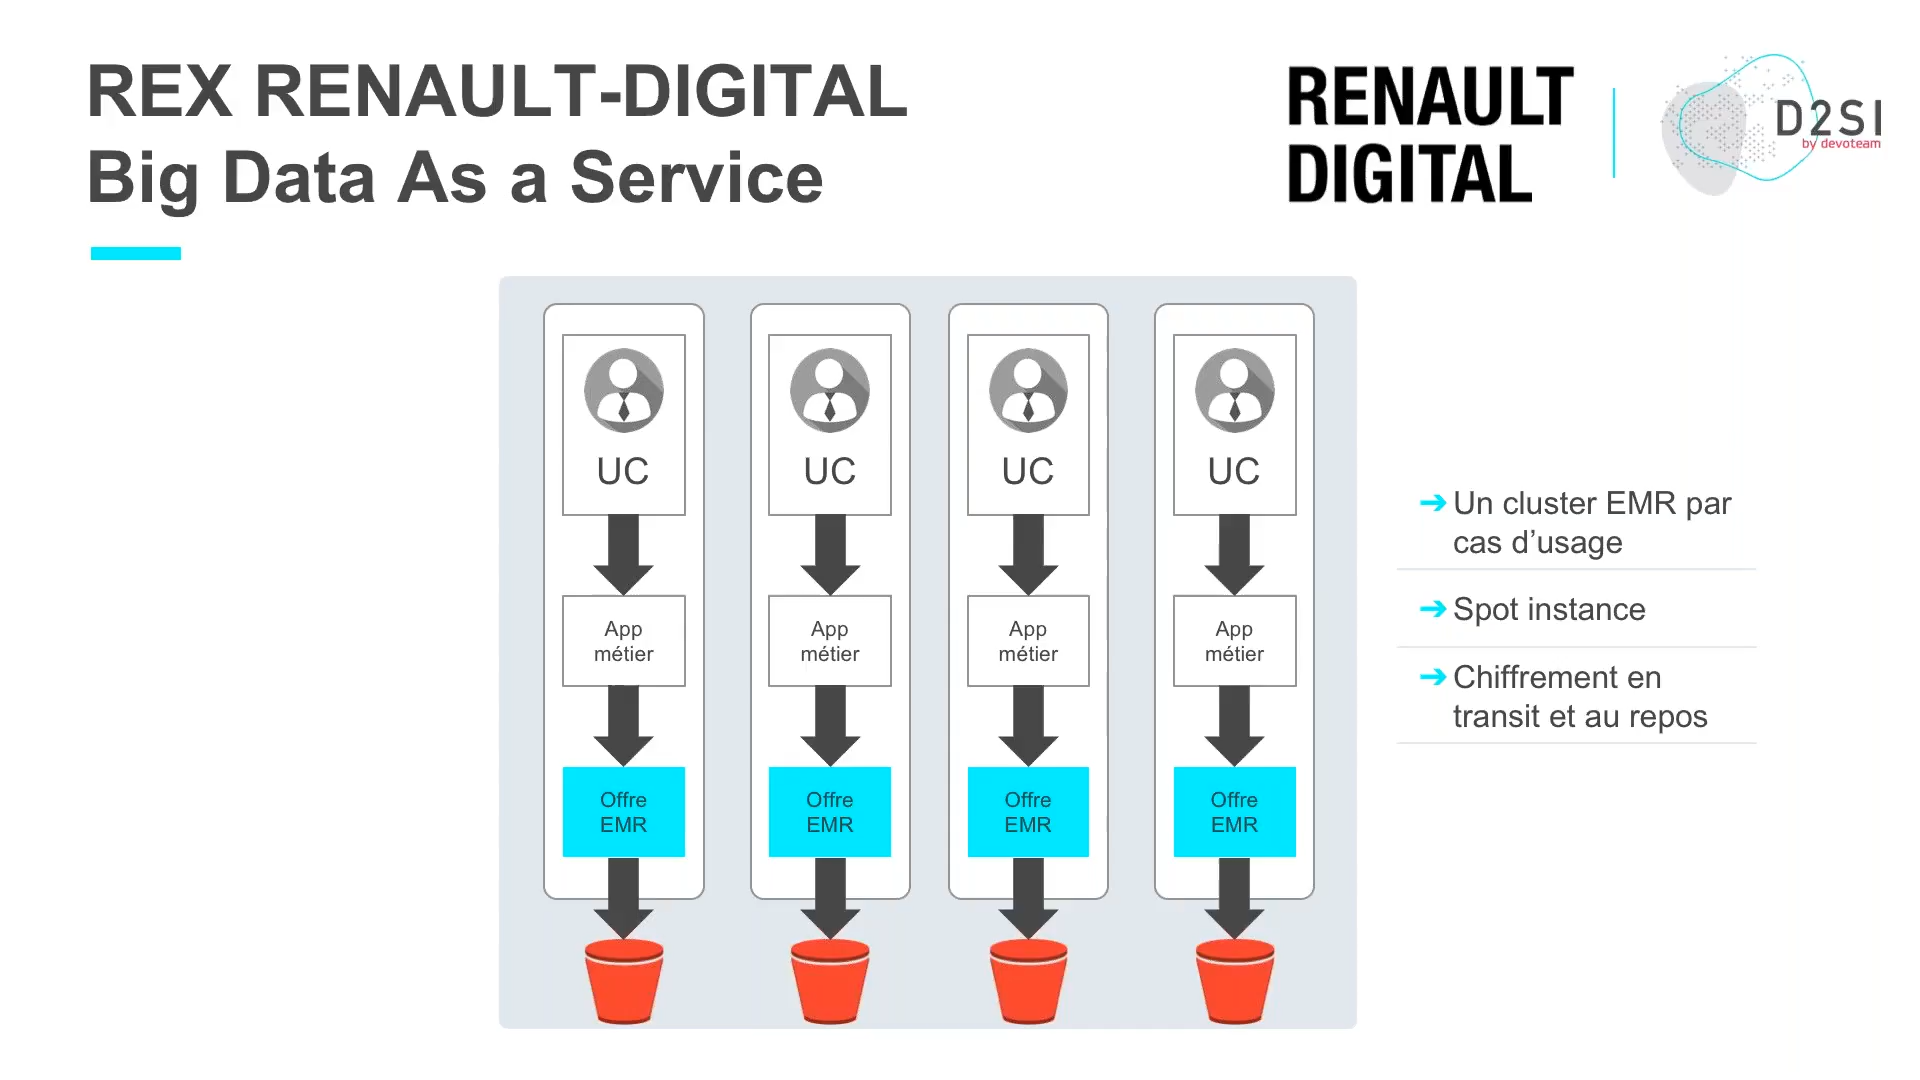 REX RENAULT-DIGITAL
Big Data As a Service
RENAULT
DIGITAL
D2SI
by devoteam
UC
UC
UC
UC
App
métier
App
métier
App
métier
App
métier
Offre
EMR
Offre
EMR
Offre
EMR
Offre
EMR
➔ Un cluster EMR par
cas d’usage
➔ Spot instance
➔ Chiffrement en
transit et au repos